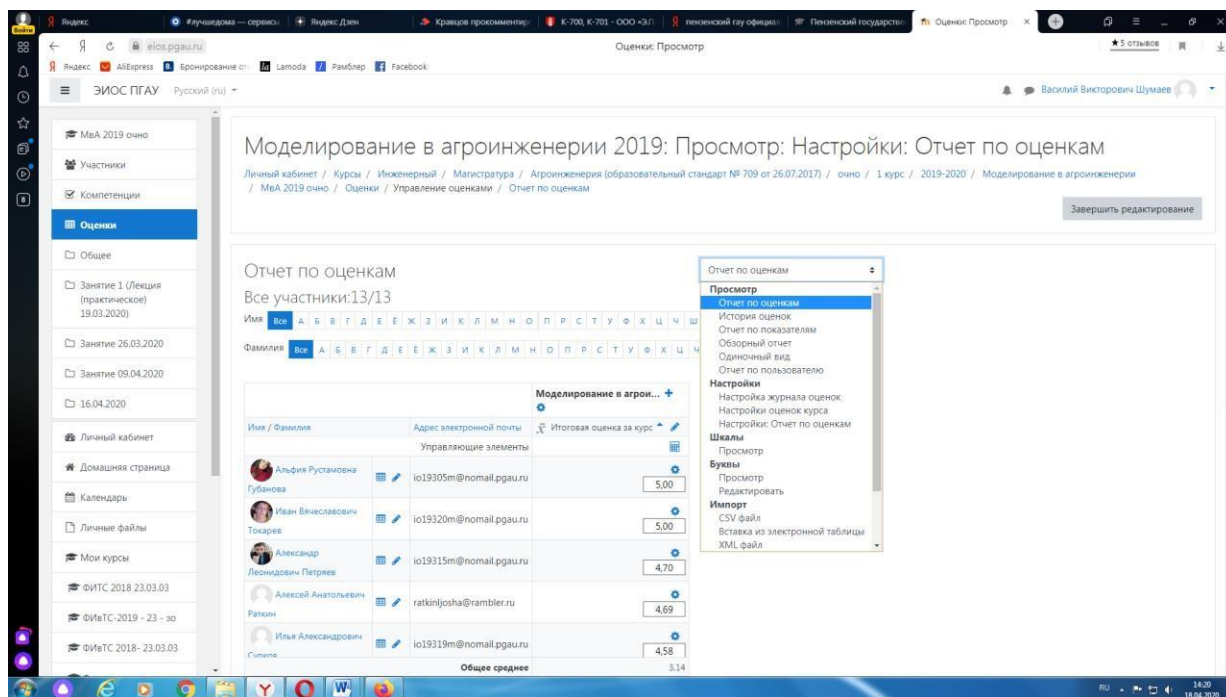 Войти
Яндекс
#лучшедома — сервисы
Яндекс Дзен
Кравцов прокомментир
К-700, К-701 - ООО «З.Г
пензенский гау официал
Пензенский государстве
Оценки: Просмотр
eios.pgau.ru
Оценки: Просмотр
★ 5 отзывов
Яндекс
AliExpress
Бронирование от
Lamoda
Рамблер
Facebook
ЭИОС ПГАУ
Русский (ru)
Василий Викторович Шумаев
МвА 2019 очно
Участники
Компетенции
Оценки
Общее
Занятие 1 (Лекция
(практическое)
19.03.2020)
Занятие 26.03.2020
Занятие 09.04.2020
16.04.2020
Личный кабинет
Домашняя страница
Календарь
Личные файлы
Мои курсы
ФИТС 2018 23.03.03
ФИвТС-2019 - 23 - зо
ФИвТС 2018- 23.03.03
Моделирование в агроинженерии 2019: Просмотр: Настройки: Отчет по оценкам
Личный кабинет / Курсы / Инженерный / Магистратура / Агроинженерия (образовательный стандарт № 709 от 26.07.2017) / очно / 1 курс / 2019-2020 / Моделирование в агроинженерии
/ МвА 2019 очно / Оценки / Управление оценками / Отчет по оценкам
Завершить редактирование
Отчет по оценкам
Все участники:13/13
Имя Все А Б В Г Д Е Ё Ж З И К Л М Н О П Р С Т У Ф Х Ц Ч Ш
Фамилия Все А Б В Г Д Е Ё Ж З И К Л М Н О П Р С Т У Ф Х Ц Ч
Моделирование в агрои...
Имя / Фамилия
Адрес электронной почты
x̄ Итоговая оценка за курс
Управляющие элементы
Альфия Рустамовна
Губанова
io19305m@nomail.pgau.ru
5,00
Иван Вячеславович
Токарев
io19320m@nomail.pgau.ru
5,00
Александр
Леонидович Петряев
io19315m@nomail.pgau.ru
4,70
Алексей Анатольевич
Раткин
ratkinljosha@rambler.ru
4,69
Илья Александрович
Сурков
io19319m@nomail.pgau.ru
4,58
Общее среднее
3,14
Отчет по оценкам
Просмотр
Отчет по оценкам
История оценок
Отчет по показателям
Обзорный отчет
Одиночный вид
Отчет по пользователю
Настройки
Настройка журнала оценок
Настройки оценок курса
Настройки: Отчет по оценкам
Шкалы
Просмотр
Буквы
Просмотр
Редактировать
Импорт
CSV файл
Вставка из электронной таблицы
XML файл
RU
14:20
18.04.2020